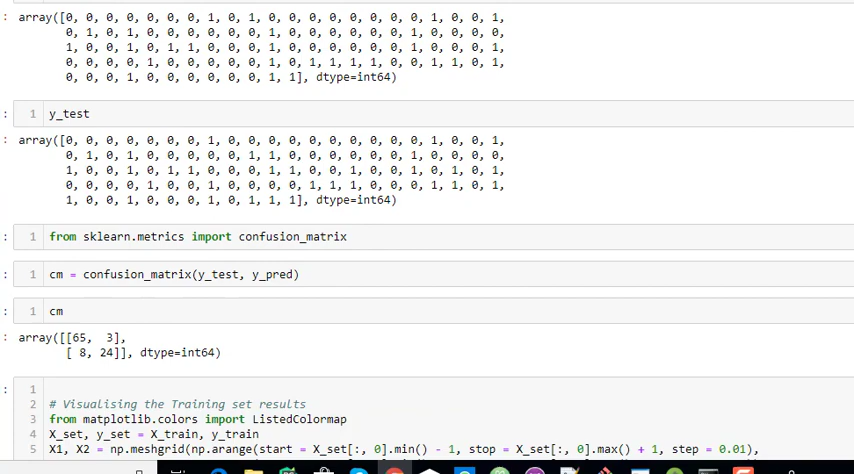 : array([0, 0, 0, 0, 0, 0, 0, 1, 0, 1, 0, 0, 0, 0, 0, 0, 0, 0, 1, 0, 0, 1,
0, 1, 0, 1, 0, 0, 0, 0, 0, 0, 1, 0, 0, 0, 0, 0, 0, 1, 0, 0, 0, 0,
1, 0, 0, 1, 0, 1, 1, 0, 0, 0, 1, 0, 0, 0, 0, 0, 0, 1, 0, 0, 0, 1,
0, 0, 0, 0, 1, 0, 0, 1, 0, 0, 1, 0, 1, 1, 1, 1, 0, 0, 1, 1, 0, 1,
0, 0, 0, 1, 0, 0, 0, 0, 0, 0, 1, 1], dtype=int64)
: 1 y_test
: array([0, 0, 0, 0, 0, 0, 0, 1, 0, 0, 0, 0, 0, 0, 0, 0, 0, 0, 1, 0, 0, 1,
0, 1, 0, 1, 0, 0, 0, 0, 0, 1, 1, 0, 0, 0, 0, 0, 0, 1, 0, 0, 0, 0,
1, 0, 0, 1, 0, 1, 1, 0, 0, 0, 1, 1, 0, 0, 1, 0, 0, 1, 0, 1, 0, 1,
0, 0, 0, 0, 1, 0, 0, 1, 0, 0, 0, 0, 1, 1, 1, 0, 0, 0, 1, 1, 0, 1,
1, 0, 0, 1, 0, 0, 0, 1, 0, 1, 1, 1], dtype=int64)
: 1 from sklearn.metrics import confusion_matrix
: 1 cm = confusion_matrix(y_test, y_pred)
: 1 cm
: array([[65, 3],
[ 8, 24]], dtype=int64)
: 1
2 # Visualising the Training set results
3 from matplotlib.colors import ListedColormap
4 X_set, y_set = X_train, y_train
5 X1, X2 = np.meshgrid(np.arange(start = X_set[:, 0].min() - 1, stop = X_set[:, 0].max() + 1, step = 0.01),